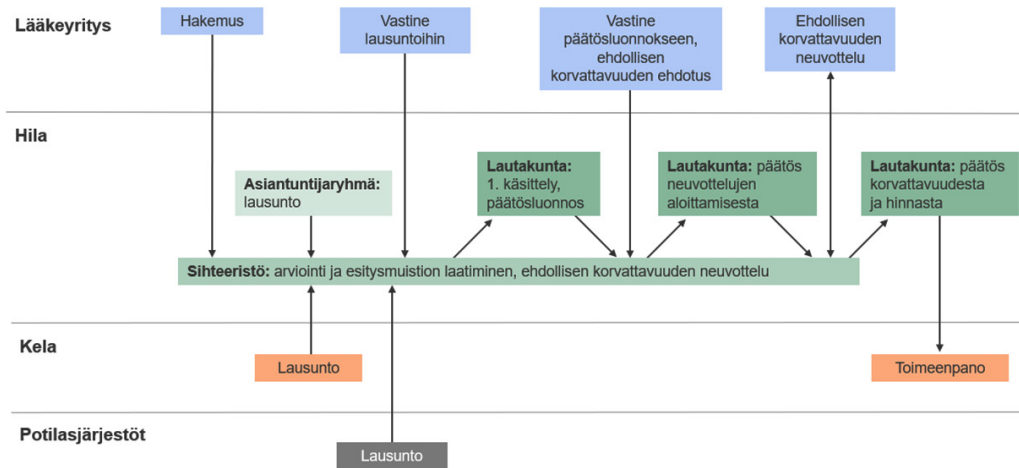 Lääkeyritys
Hakemus
Vastine
lausuntoihin
Vastine
päätösluonnokseen,
ehdollisen
korvattavuuden ehdotus
Ehdollisen
korvattavuuden
neuvottelu
Hila
Asiantuntijaryhmä:
lausunto
Lautakunta:
1. käsittely,
päätösluonnos
Lautakunta: päätös
neuvottelujen
aloittamisesta
Lautakunta: päätös
korvattavuudesta
ja hinnasta
Sihteeristö: arviointi ja esitysmuistion laatiminen, ehdollisen korvattavuuden neuvottelu
Kela
Lausunto
Toimeenpano
Potilasjärjestöt
Lausunto